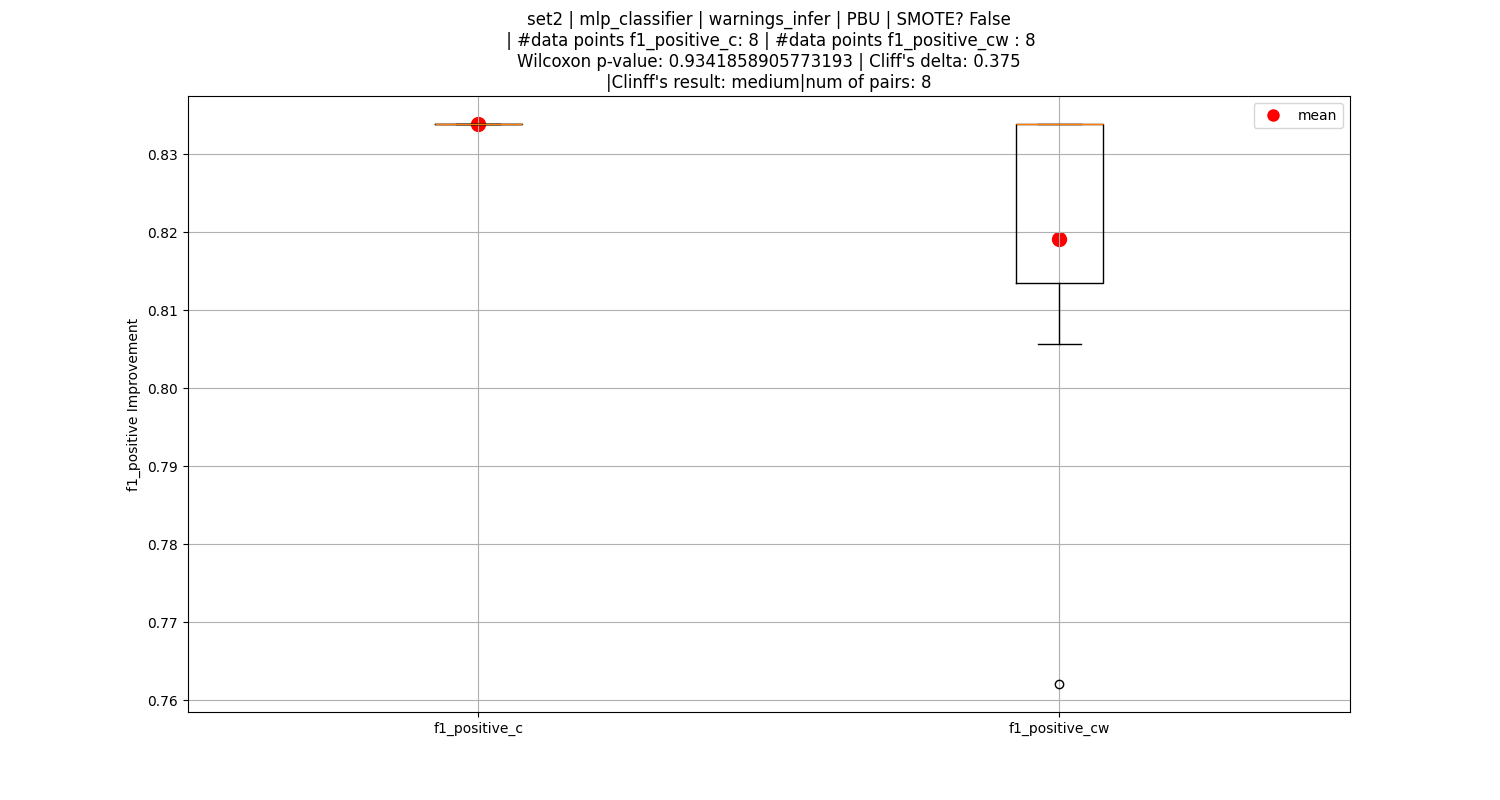 set2 | mlp_classifier | warnings_infer | PBU | SMOTE? False
| #data points f1_positive_c: 8 | #data points f1_positive_cw : 8
Wilcoxon p-value: 0.9341858905773193 | Cliff's delta: 0.375
|Clinff's result: medium|num of pairs: 8
mean
0.83
0.82
0.81
0.80
0.79
0.78
0.77
0.76
f1_positive Improvement
f1_positive_c
f1_positive_cw